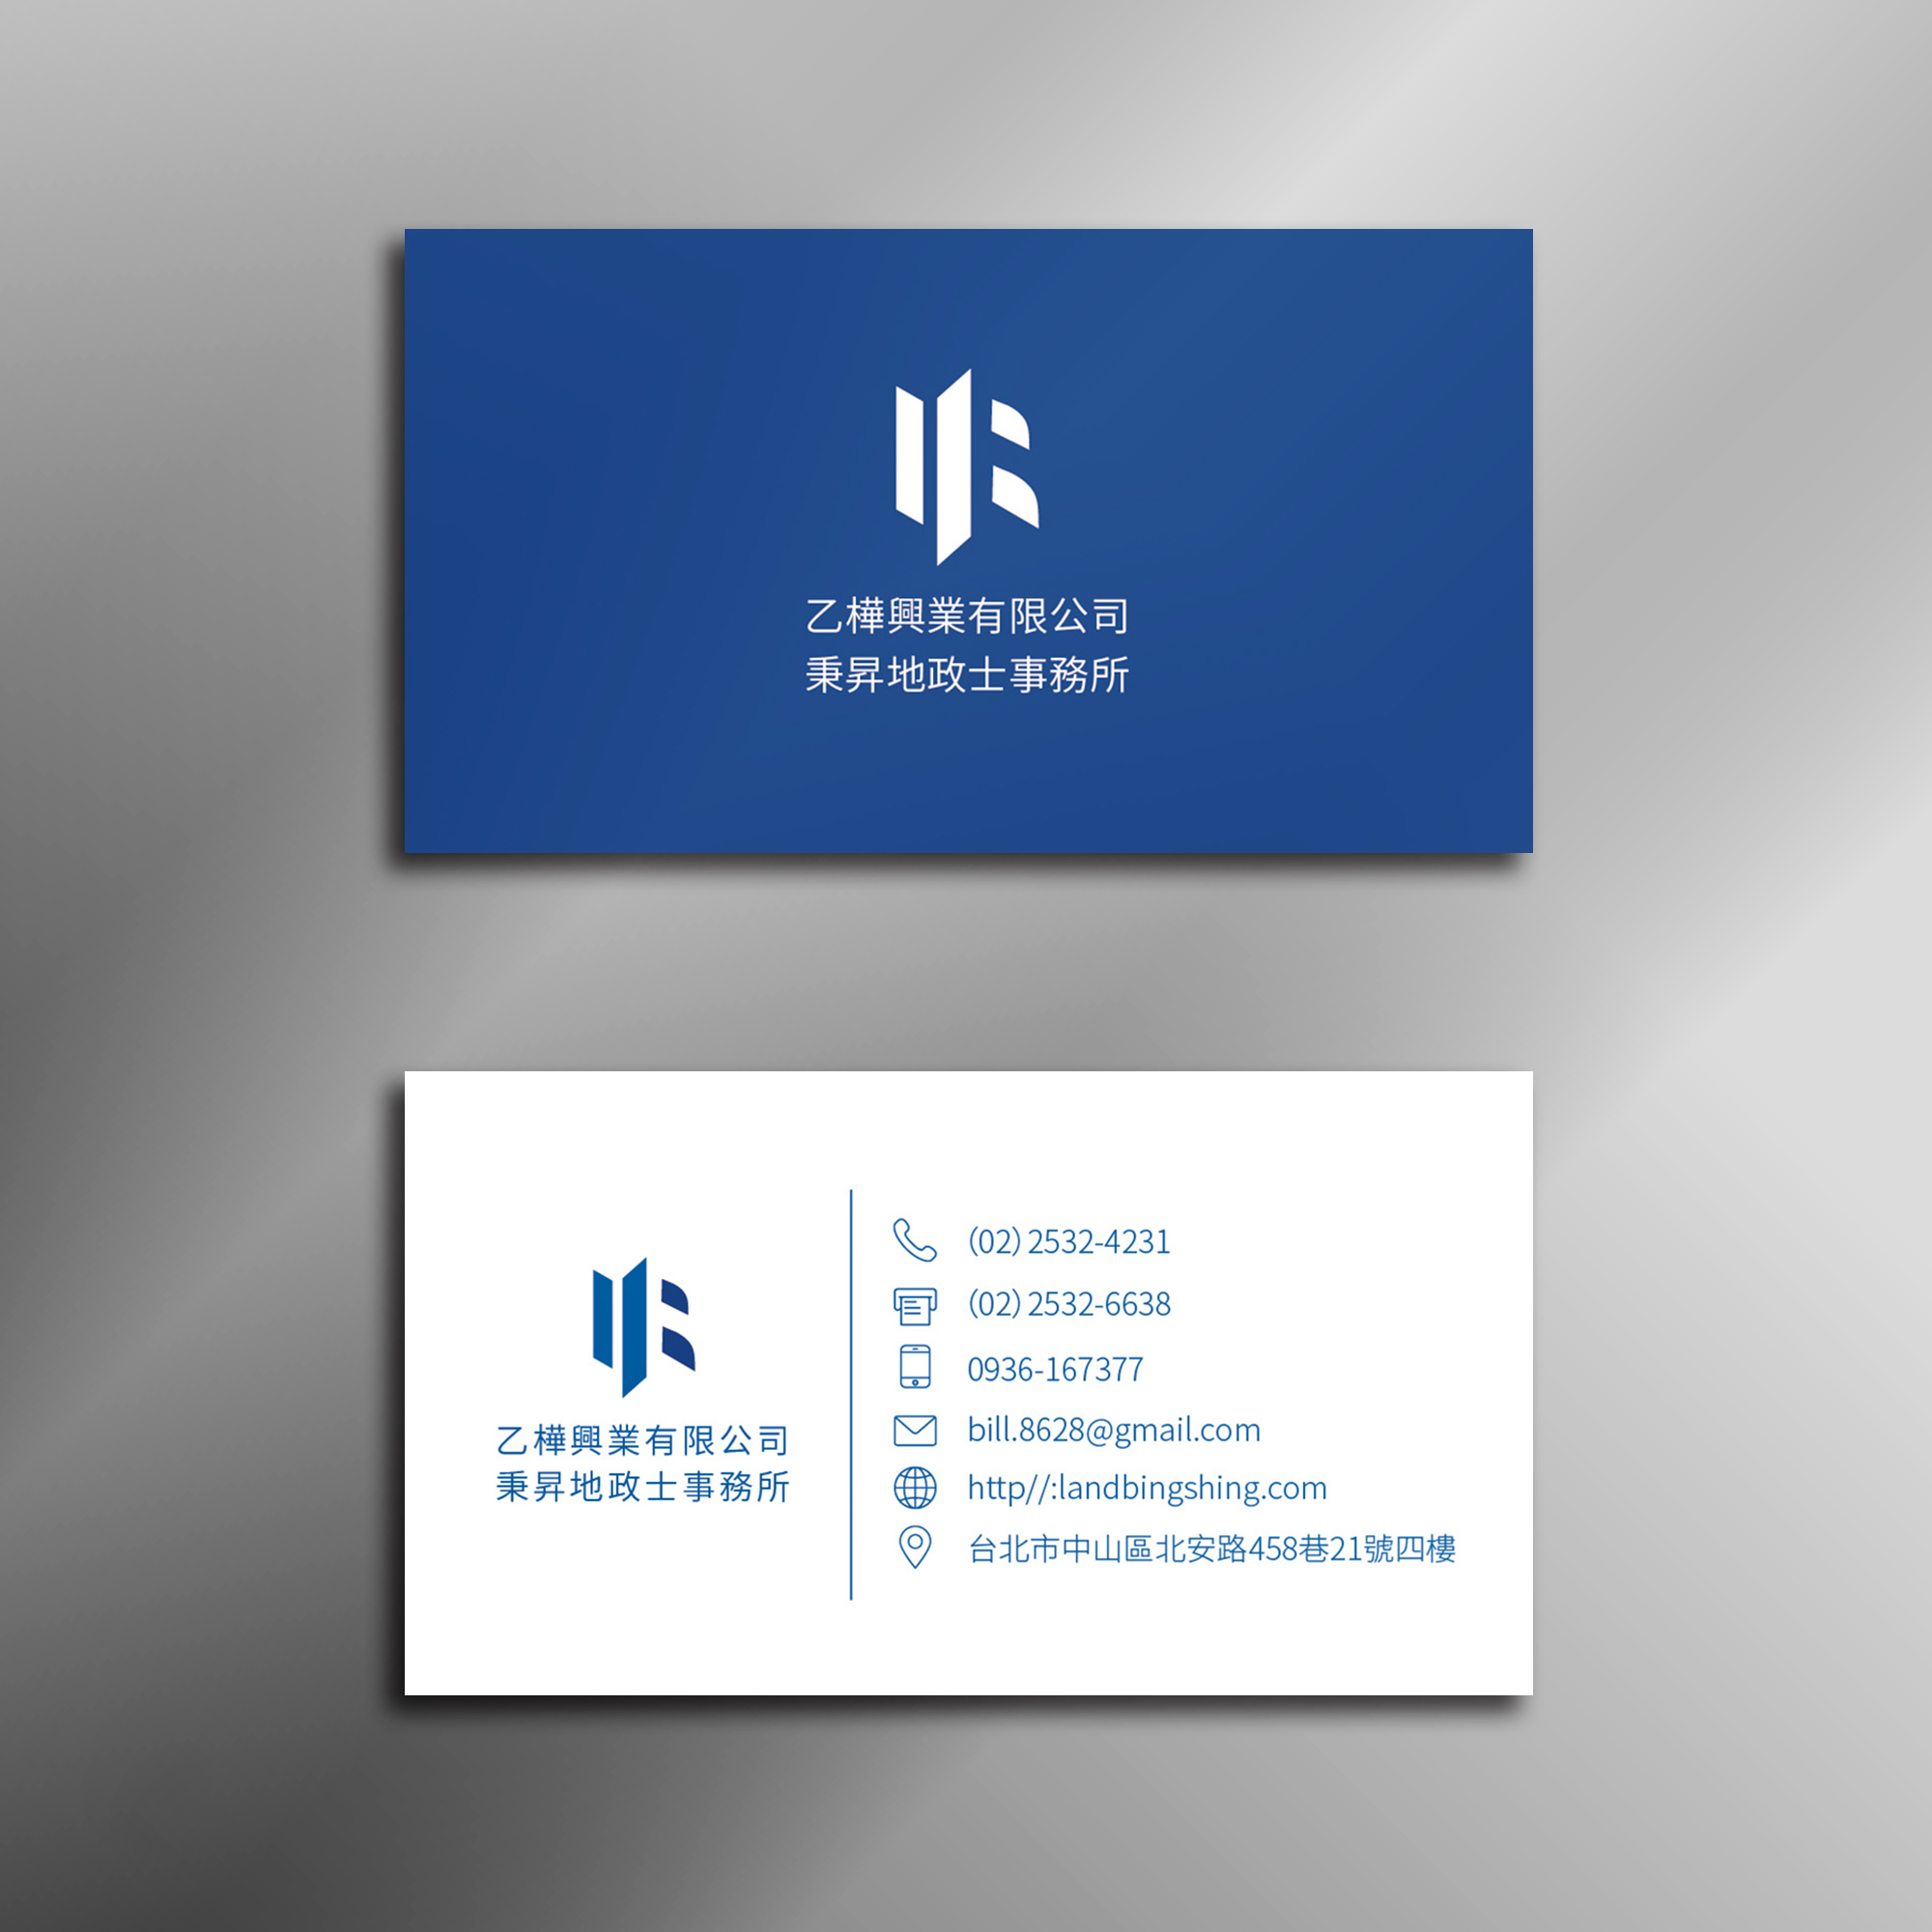 乙樺興業有限公司
秉昇地政士事務所
(02) 2532-4231
(02) 2532-6638
0936-167377
bill.8628@gmail.com
http//:landbingshing.com
台北市中山區北安路458巷21號四樓
乙樺興業有限公司
秉昇地政士事務所